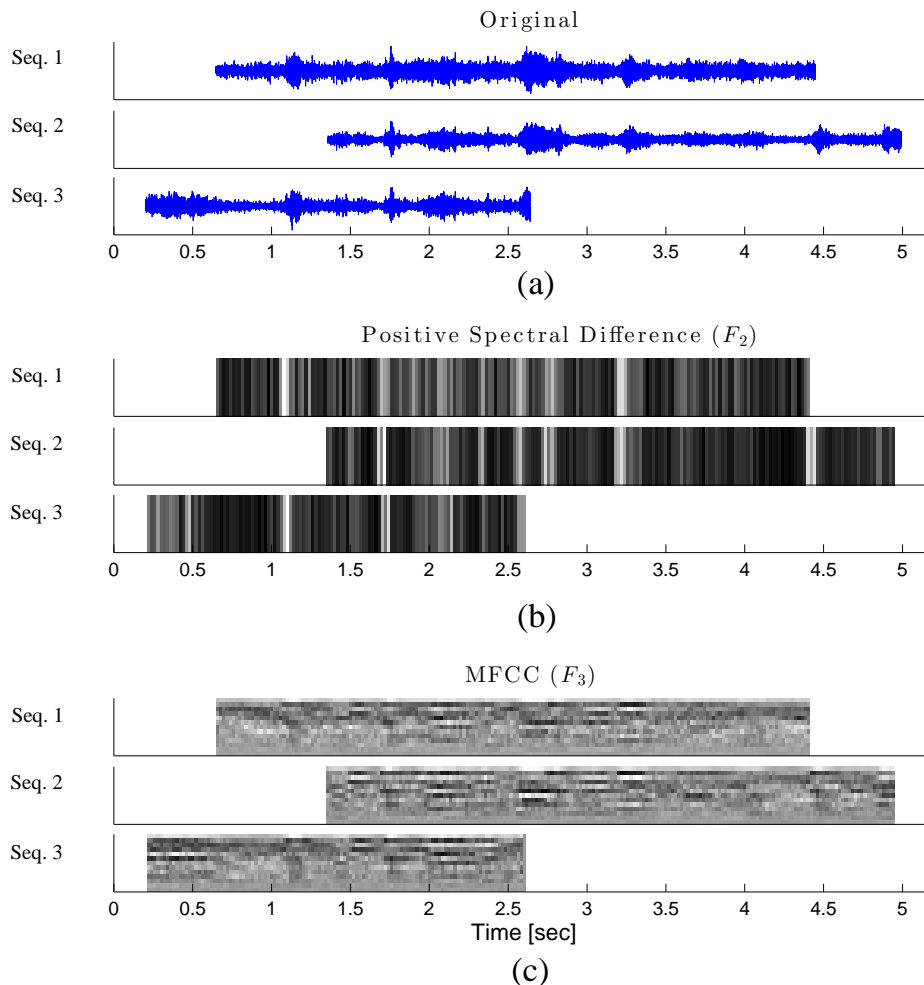 Original
Seq. 1
Seq. 2
Seq. 3
0 0.5 1 1.5 2 2.5 3 3.5 4 4.5 5
(a)
Positive Spectral Difference (F2)
Seq. 1
Seq. 2
Seq. 3
0 0.5 1 1.5 2 2.5 3 3.5 4 4.5 5
(b)
MFCC (F3)
Seq. 1
Seq. 2
Seq. 3
0 0.5 1 1.5 2 2.5 3 3.5 4 4.5 5
Time [sec]
(c)